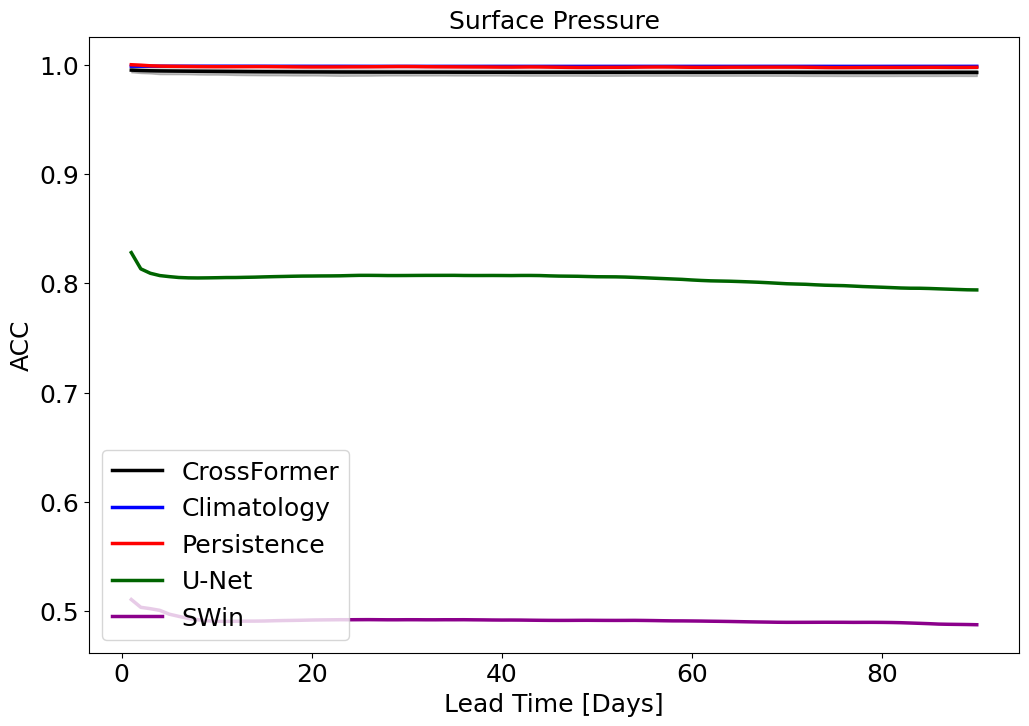 Surface Pressure
1.0
0.9
0.8
0.7
0.6
0.5
ACC
CrossFormer
Climatology
Persistence
U-Net
SWin
0 20 40 60 80
Lead Time [Days]